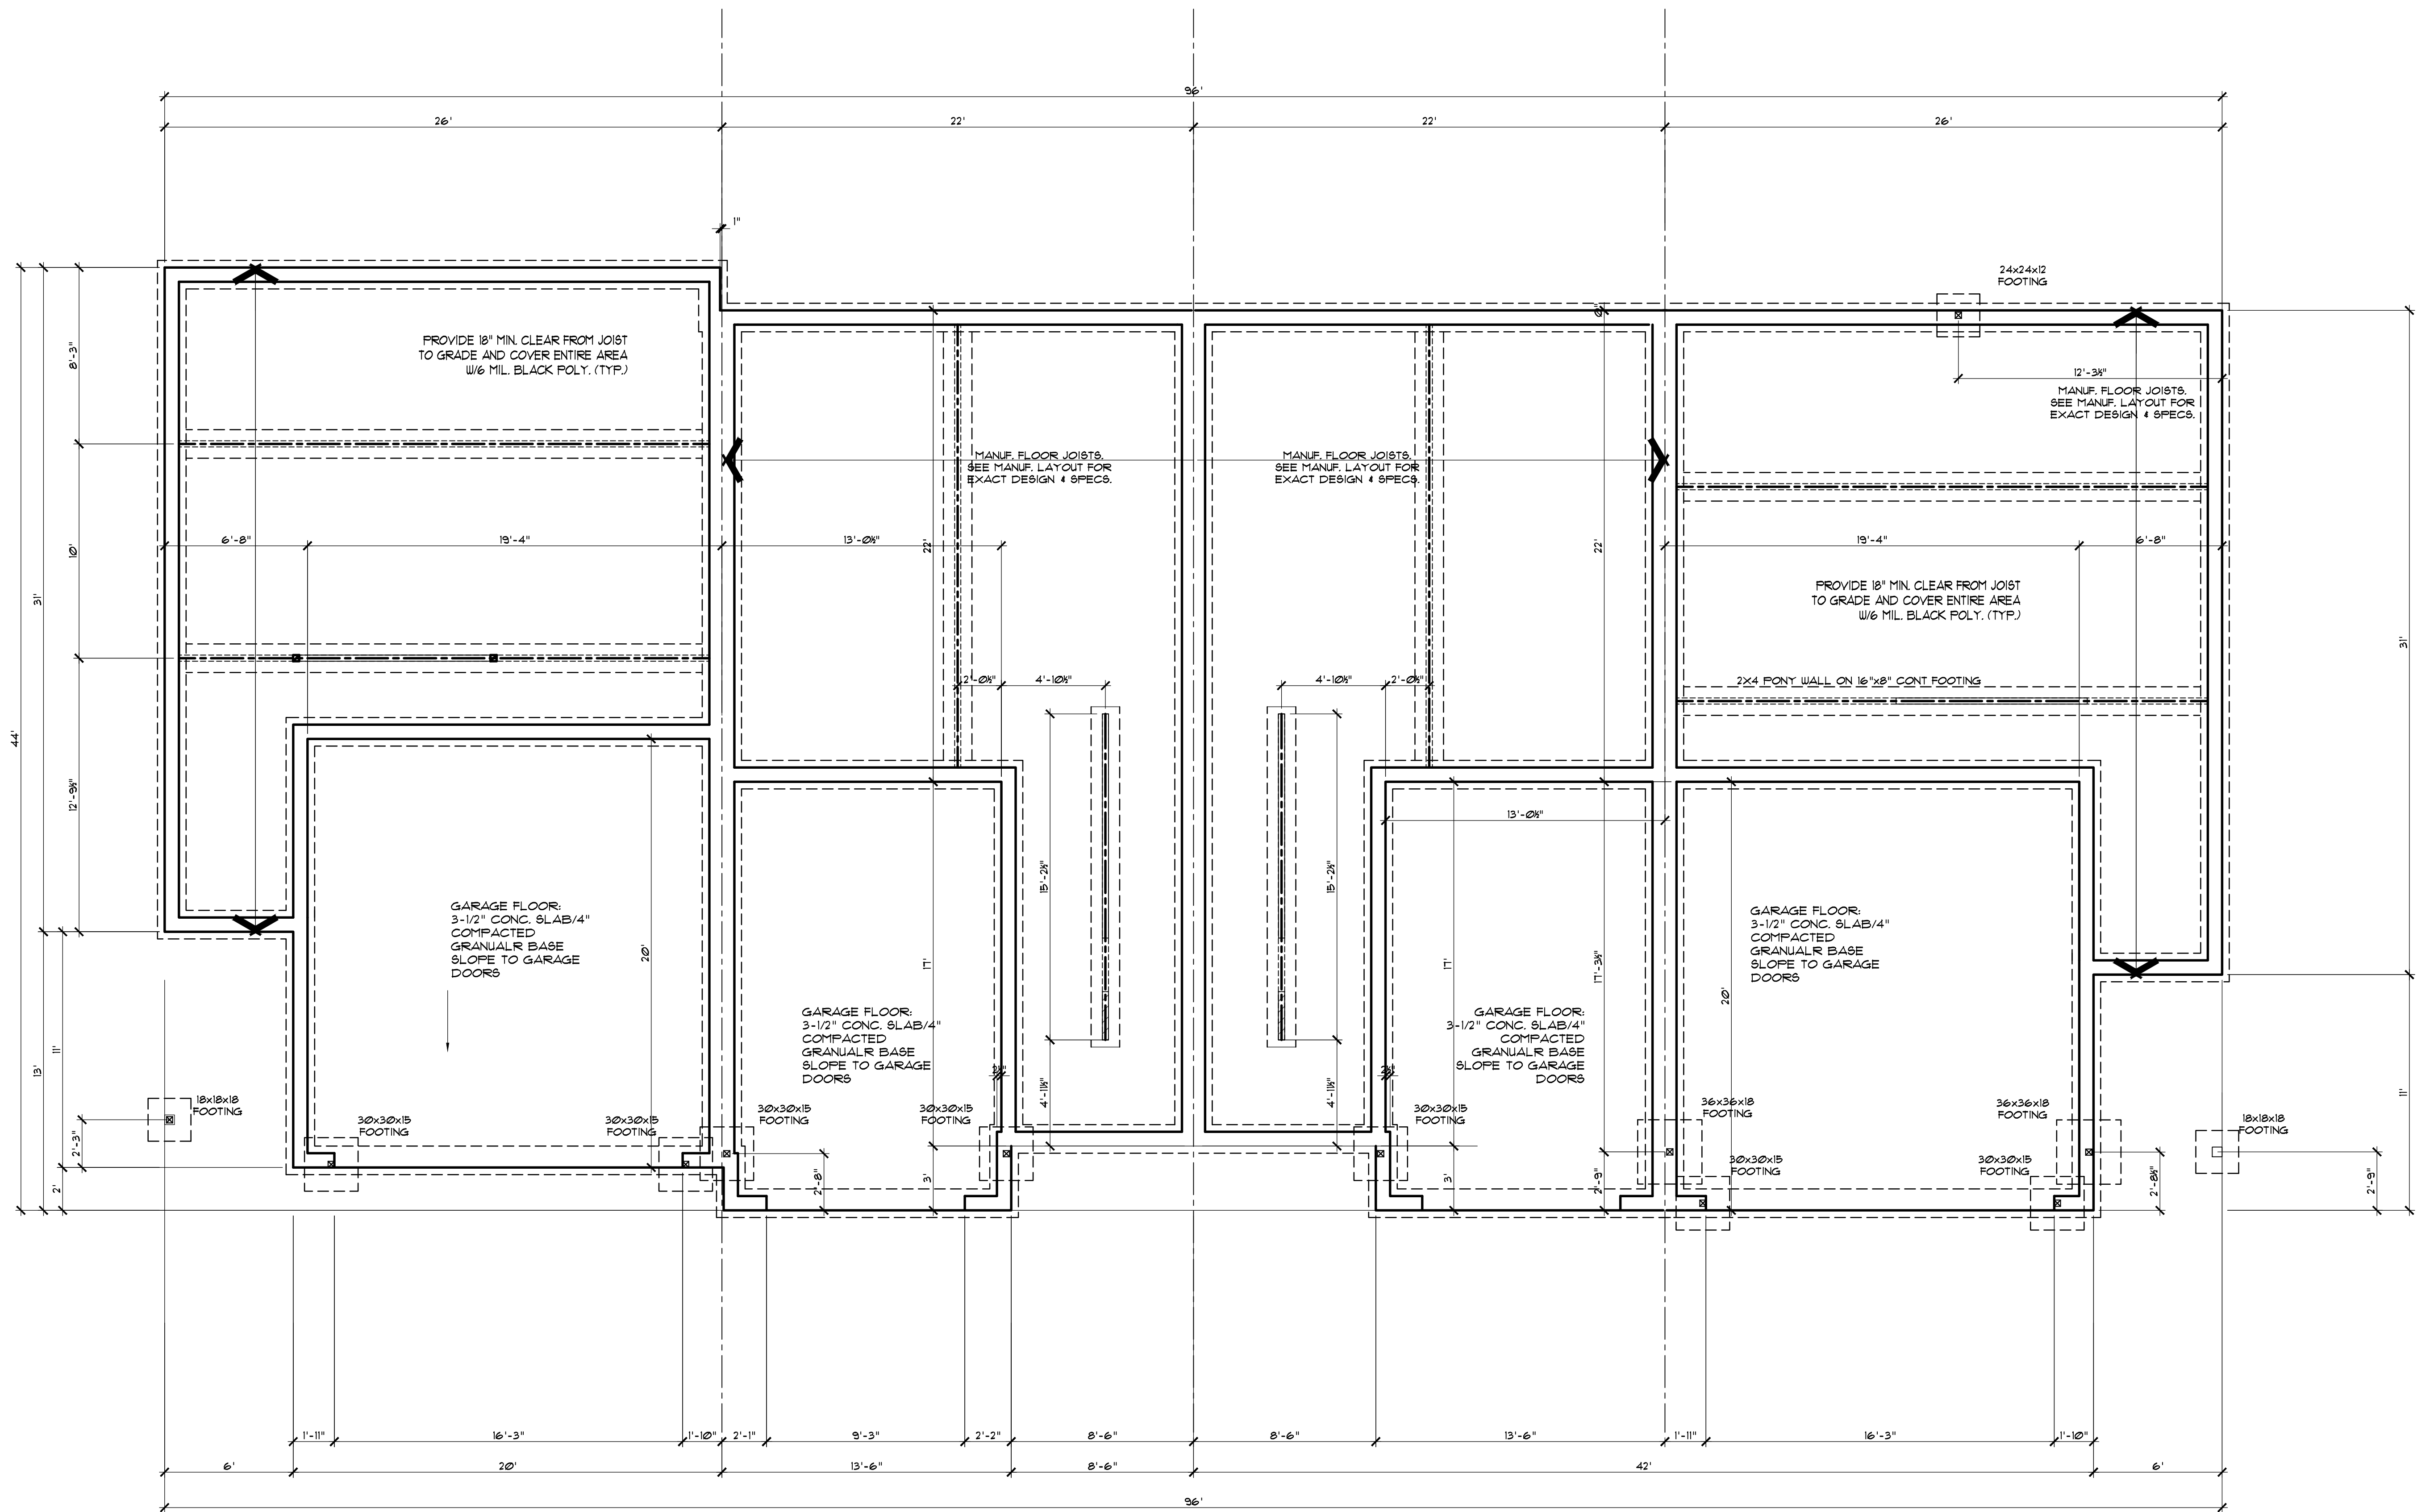 96'
26'
22'
22'
26'
1"
24x24x12
FOOTING
6"
PROVIDE 18" MIN. CLEAR FROM JOIST
TO GRADE AND COVER ENTIRE AREA
W/6 MIL. BLACK POLY. (TYP.)
8'-3"
12'-3½"
MANUF. FLOOR JOISTS.
SEE MANUF. LAYOUT FOR
EXACT DESIGN & SPECS.
MANUF. FLOOR JOISTS.
SEE MANUF. LAYOUT FOR
EXACT DESIGN & SPECS.
MANUF. FLOOR JOISTS.
SEE MANUF. LAYOUT FOR
EXACT DESIGN & SPECS.
10'
6'-8"
19'-4"
13'-0½"
22'
22'
19'-4"
6'-8"
31'
PROVIDE 18" MIN. CLEAR FROM JOIST
TO GRADE AND COVER ENTIRE AREA
W/6 MIL. BLACK POLY. (TYP.)
31'
2'-0½"
4'-10½"
4'-10½"
2'-0½"
2X4 PONY WALL ON 16"x8" CONT FOOTING
44'
12'-9½"
13'-0½"
15'-2½"
15'-2½"
GARAGE FLOOR:
3-1/2" CONC. SLAB/4"
COMPACTED
GRANUALR BASE
SLOPE TO GARAGE
DOORS
20'
17'
17'
17'-3½"
GARAGE FLOOR:
3-1/2" CONC. SLAB/4"
COMPACTED
GRANUALR BASE
SLOPE TO GARAGE
DOORS
20'
GARAGE FLOOR:
3-1/2" CONC. SLAB/4"
COMPACTED
GRANUALR BASE
SLOPE TO GARAGE
DOORS
GARAGE FLOOR:
3-1/2" CONC. SLAB/4"
COMPACTED
GRANUALR BASE
SLOPE TO GARAGE
DOORS
11'
13'
2½"
2½"
4'-11½"
4'-11½"
11'
18x18x18
FOOTING
30x30x15
FOOTING
30x30x15
FOOTING
30x30x15
FOOTING
30x30x15
FOOTING
30x30x15
FOOTING
36x36x18
FOOTING
36x36x18
FOOTING
18x18x18
FOOTING
2'-3"
30x30x15
FOOTING
30x30x15
FOOTING
2'
2'-8"
3'
3'
2'-9"
2'-8½"
2'-9"
1'-11"
16'-3"
1'-10"
2'-1"
9'-3"
2'-2"
8'-6"
8'-6"
13'-6"
1'-11"
16'-3"
1'-10"
6'
20'
13'-6"
8'-6"
42'
6'
96'